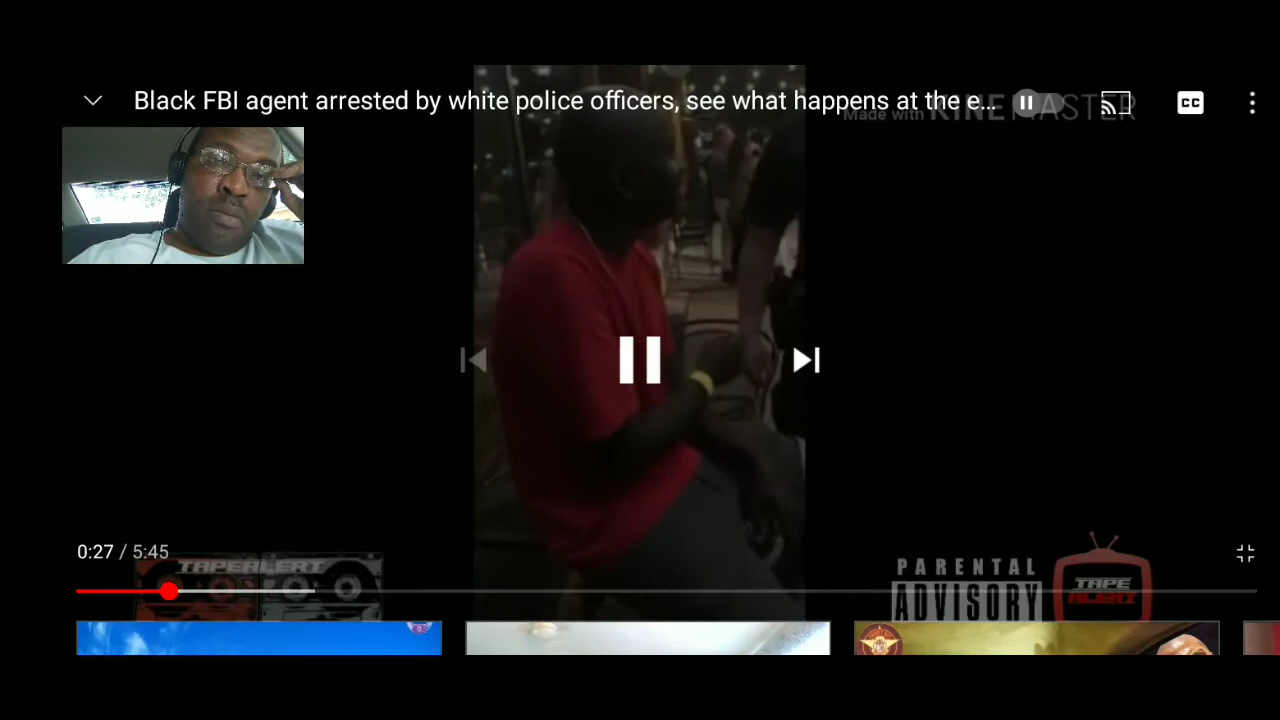 Black FBI agent arrested by white police officers, see what happens at the e...
CC
Made with KINEMASTER
0:27 / 5:45
TAPEALERT
PARENTAL
ADVISORY
TAPE
ALERT